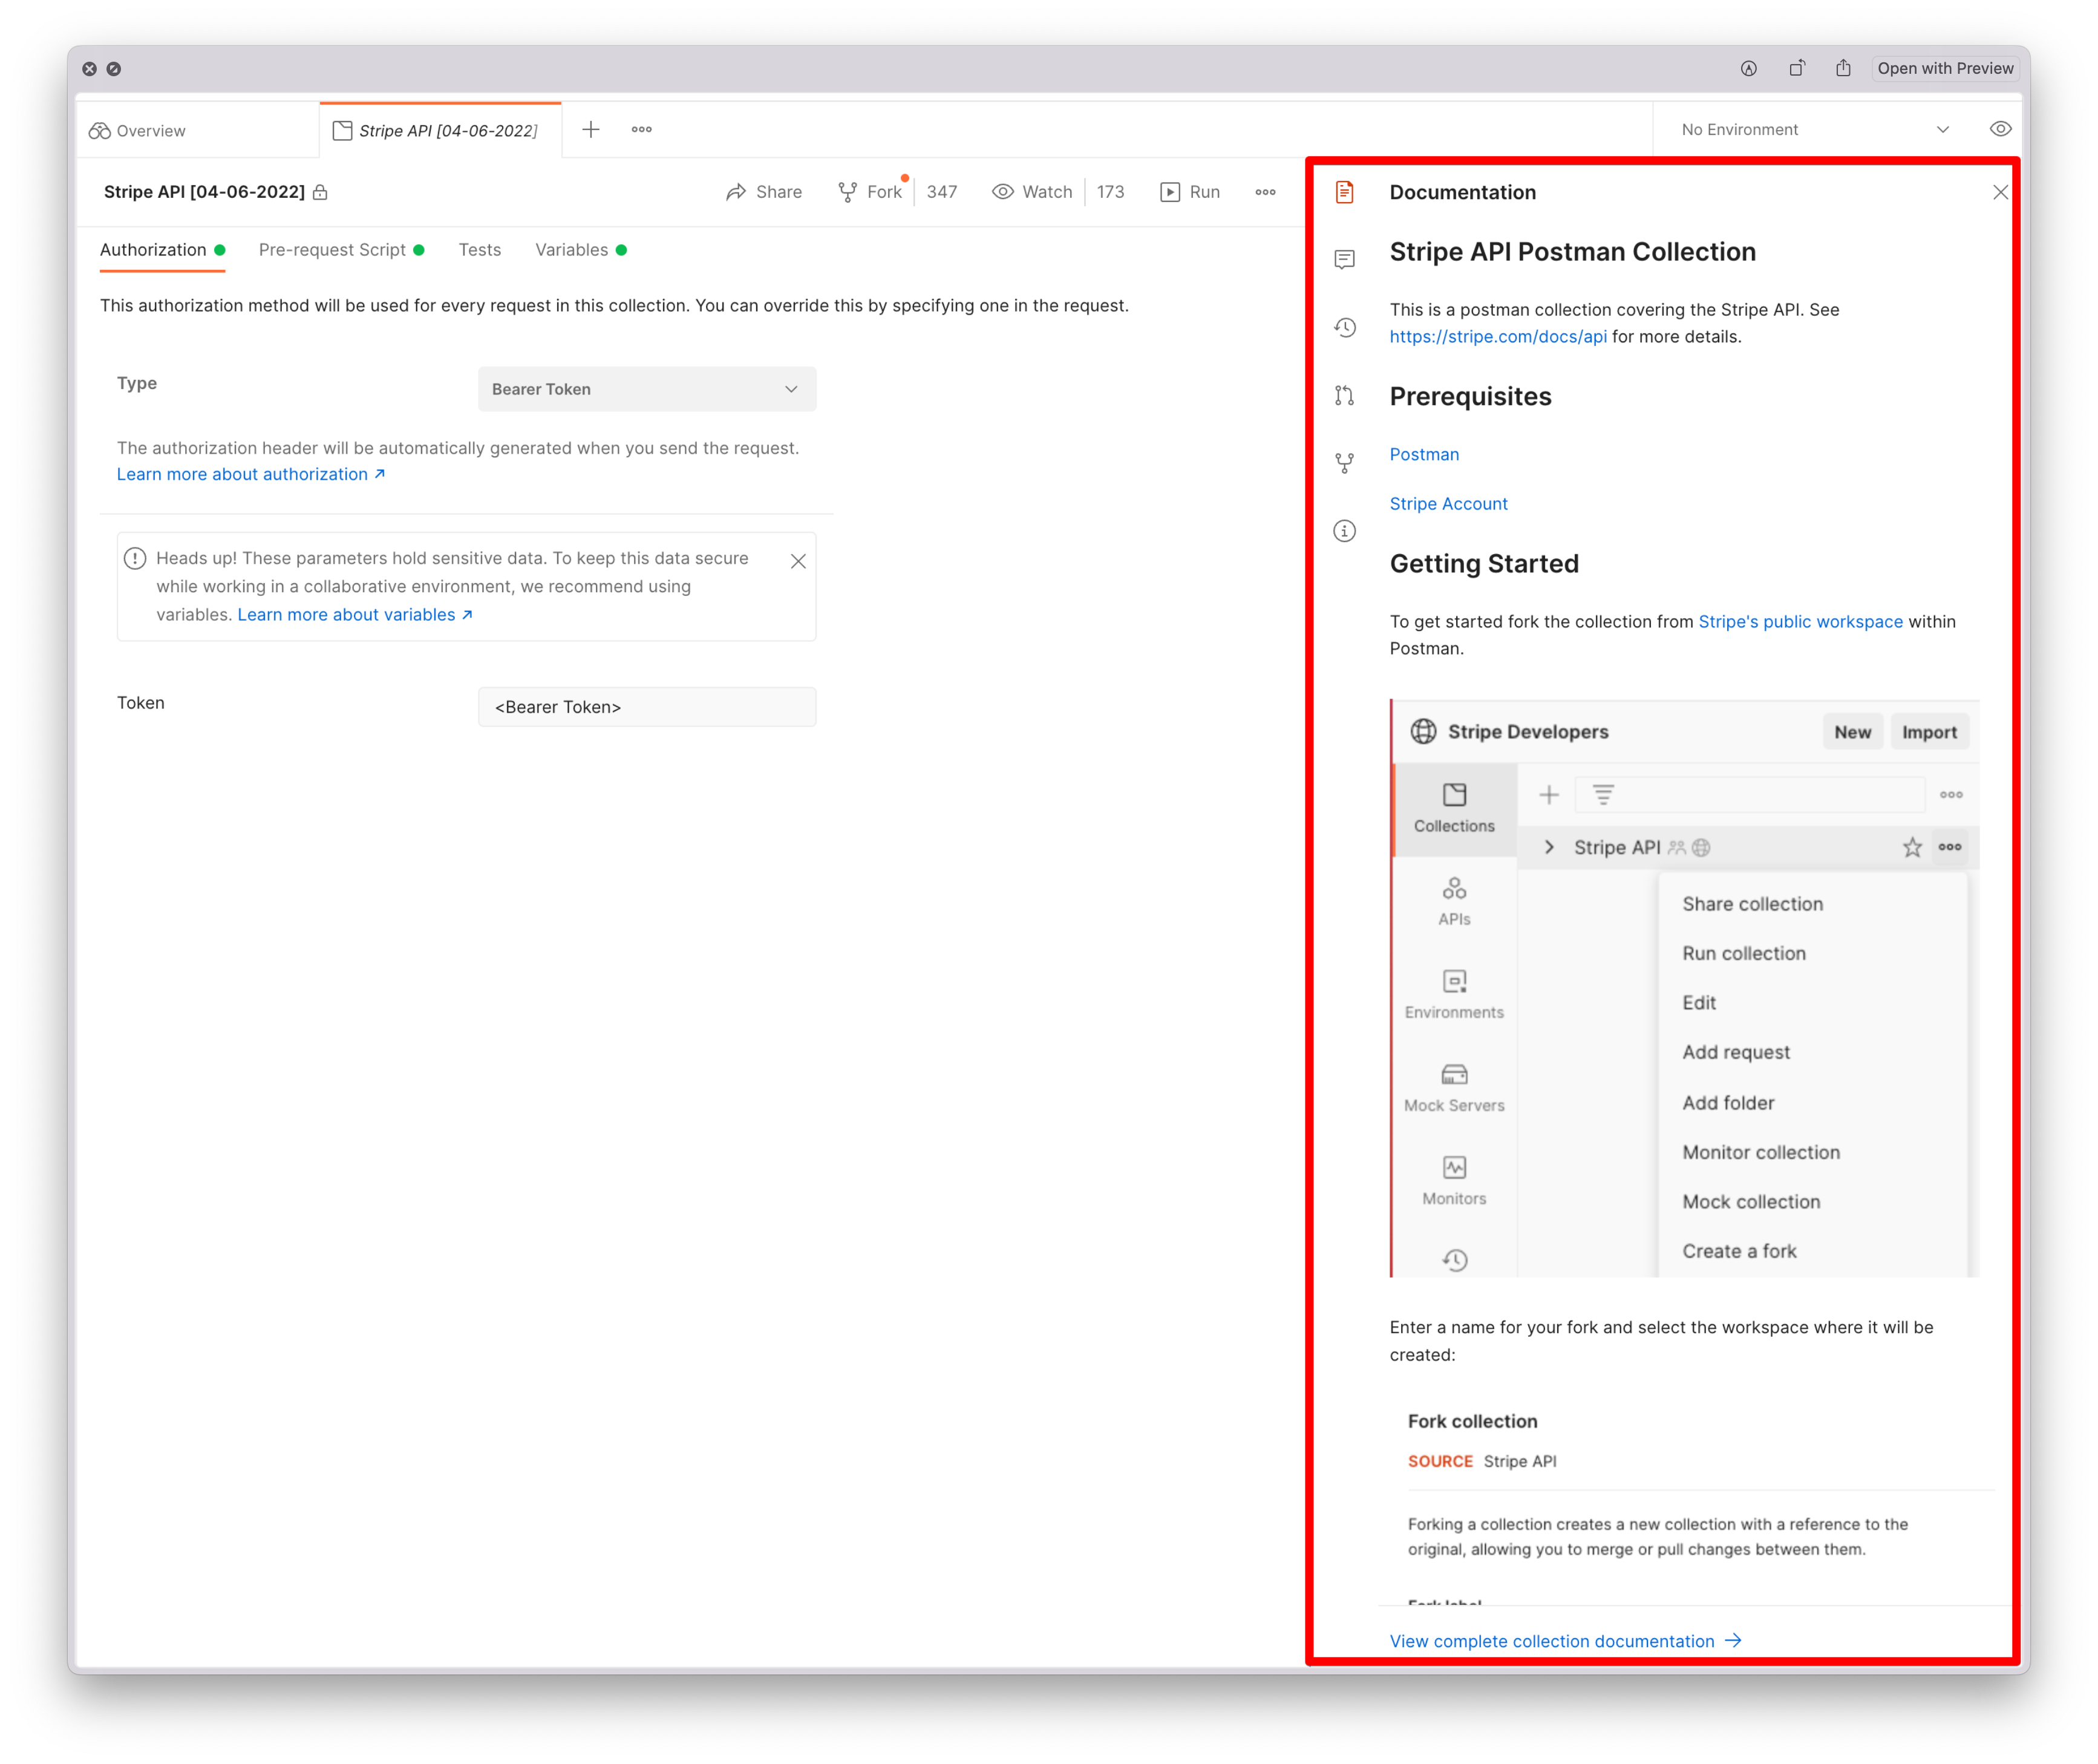 Open with Preview
Overview
Stripe API [04-06-2022]
No Environment
Stripe API [04-06-2022]
Share
Fork
347
Watch
173
Run
Authorization
Pre-request Script
Tests
Variables
This authorization method will be used for every request in this collection. You can override this by specifying one in the request.
Type
Bearer Token
The authorization header will be automatically generated when you send the request.
Learn more about authorization ↗
Heads up! These parameters hold sensitive data. To keep this data secure
while working in a collaborative environment, we recommend using
variables. Learn more about variables ↗
Token
<Bearer Token>
Documentation
Stripe API Postman Collection
This is a postman collection covering the Stripe API. See
https://stripe.com/docs/api for more details.
Prerequisites
Postman
Stripe Account
Getting Started
To get started fork the collection from Stripe's public workspace within
Postman.
Stripe Developers
New
Import
Collections
Stripe API
APIs
Environments
Mock Servers
Monitors
Share collection
Run collection
Edit
Add request
Add folder
Monitor collection
Mock collection
Create a fork
Enter a name for your fork and select the workspace where it will be
created:
Fork collection
SOURCE Stripe API
Forking a collection creates a new collection with a reference to the
original, allowing you to merge or pull changes between them.
Fork label
View complete collection documentation →